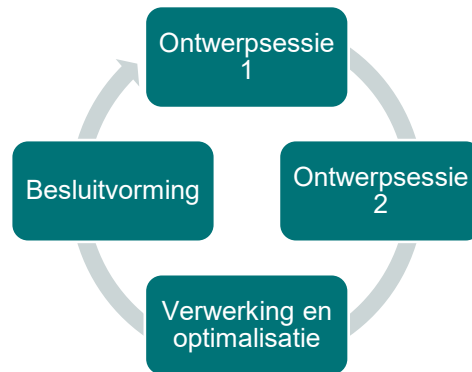 Ontwerpsessie
1
Ontwerpsessie
2
Verwerking en
optimalisatie
Besluitvorming